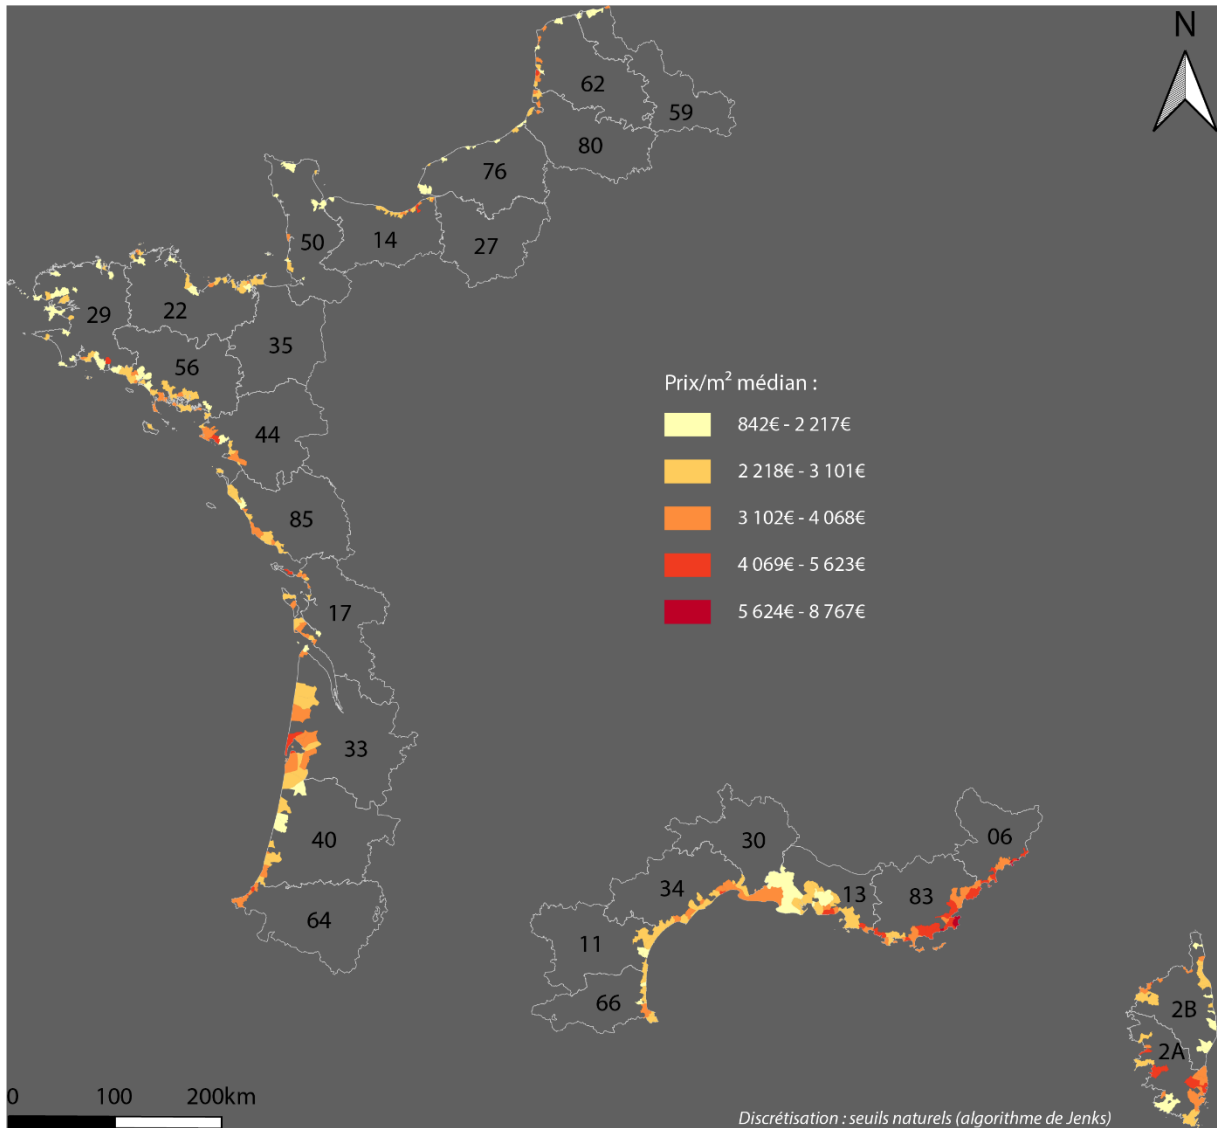 N
62
59
80
76
50
14
27
29
22
35
56
44
85
17
33
40
64
Prix/m² médian :
842€ - 2 217€
2 218€ - 3 101€
3 102€ - 4 068€
4 069€ - 5 623€
5 624€ - 8 767€
30
06
34
13
83
11
66
2B
2A
0 100 200km
Discrétisation : seuils naturels (algorithme de Jenks)